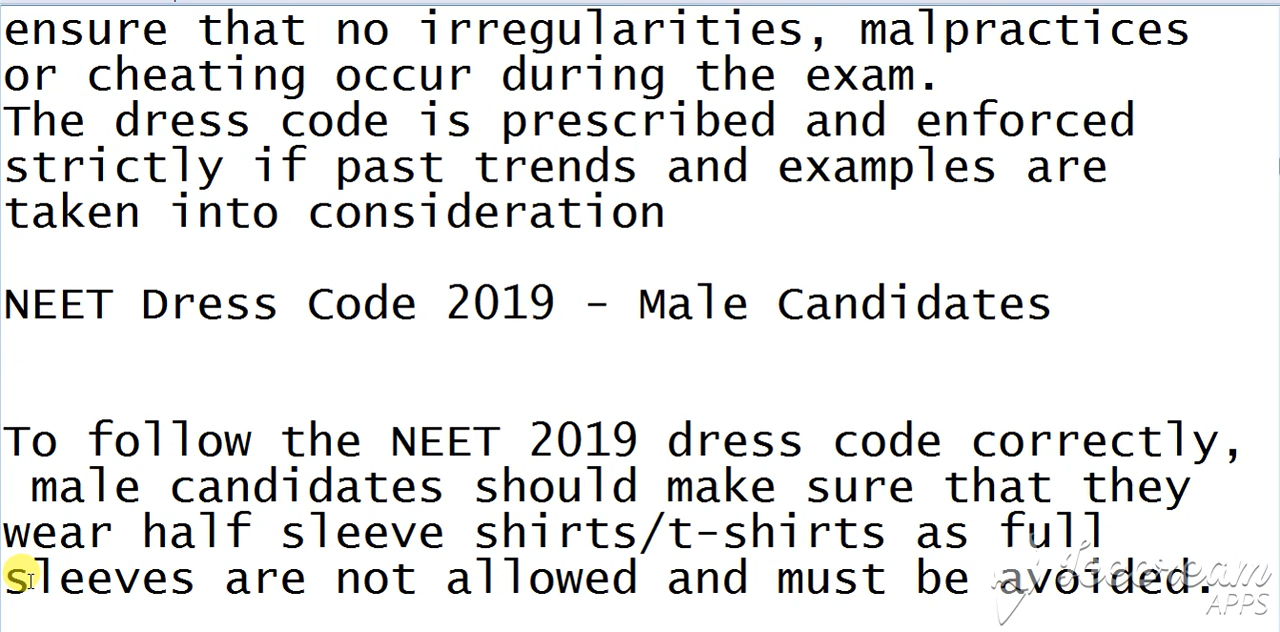 ensure that no irregularities, malpractices
or cheating occur during the exam.
The dress code is prescribed and enforced
strictly if past trends and examples are
taken into consideration
NEET Dress Code 2019 - Male Candidates
To follow the NEET 2019 dress code correctly,
male candidates should make sure that they
wear half sleeve shirts/t-shirts as full
sleeves are not allowed and must be avoided.
Icecream
APPS